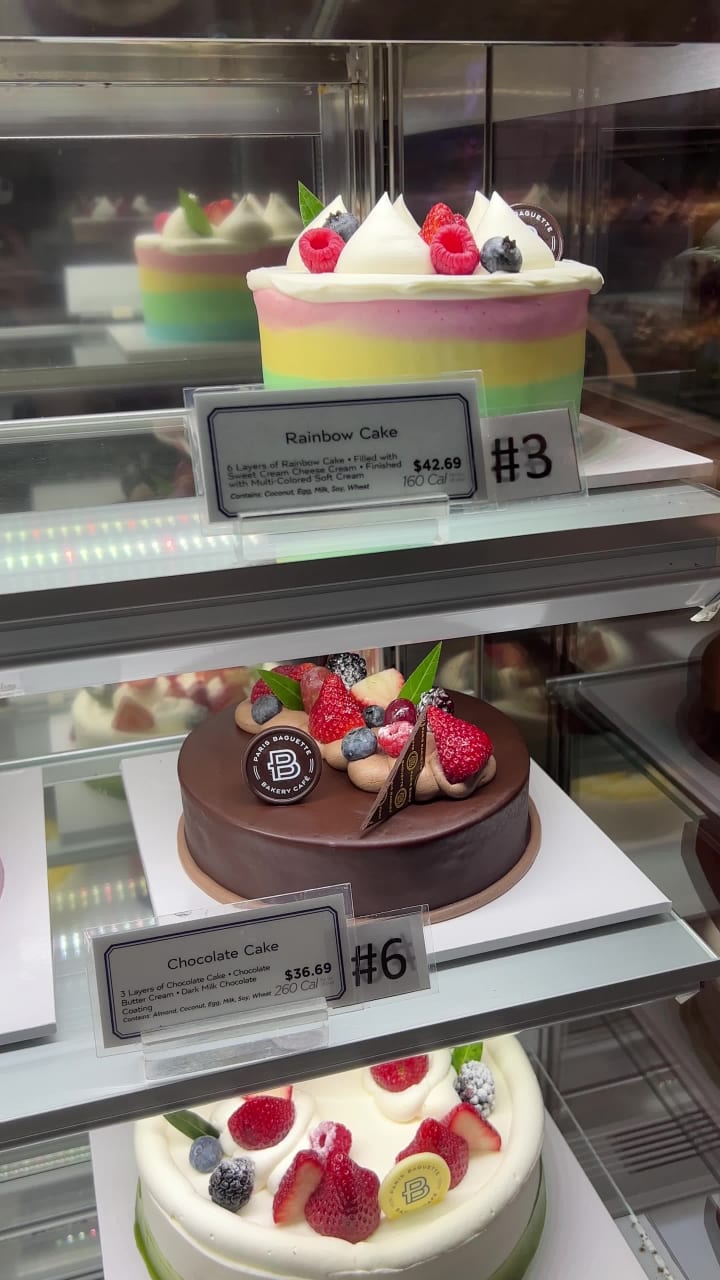 BAGUETTE
Rainbow Cake
6 Layers of Rainbow Cake • Filled with
Sweet Cream Cheese Cream • Finished
with Multi-Colored Soft Cream
Contains: Coconut, Egg, Milk, Soy, Wheat
$42.69
160 Cal
#3
PARIS BAGUETTE
B
BAKERY CAFÉ
Chocolate Cake
3 Layers of Chocolate Cake • Chocolate
Butter Cream • Dark Milk Chocolate
Coating
Contains: Almond, Coconut, Egg, Milk, Soy, Wheat
$36.69
260 Cal
#6
PARIS BAGUETTE
B